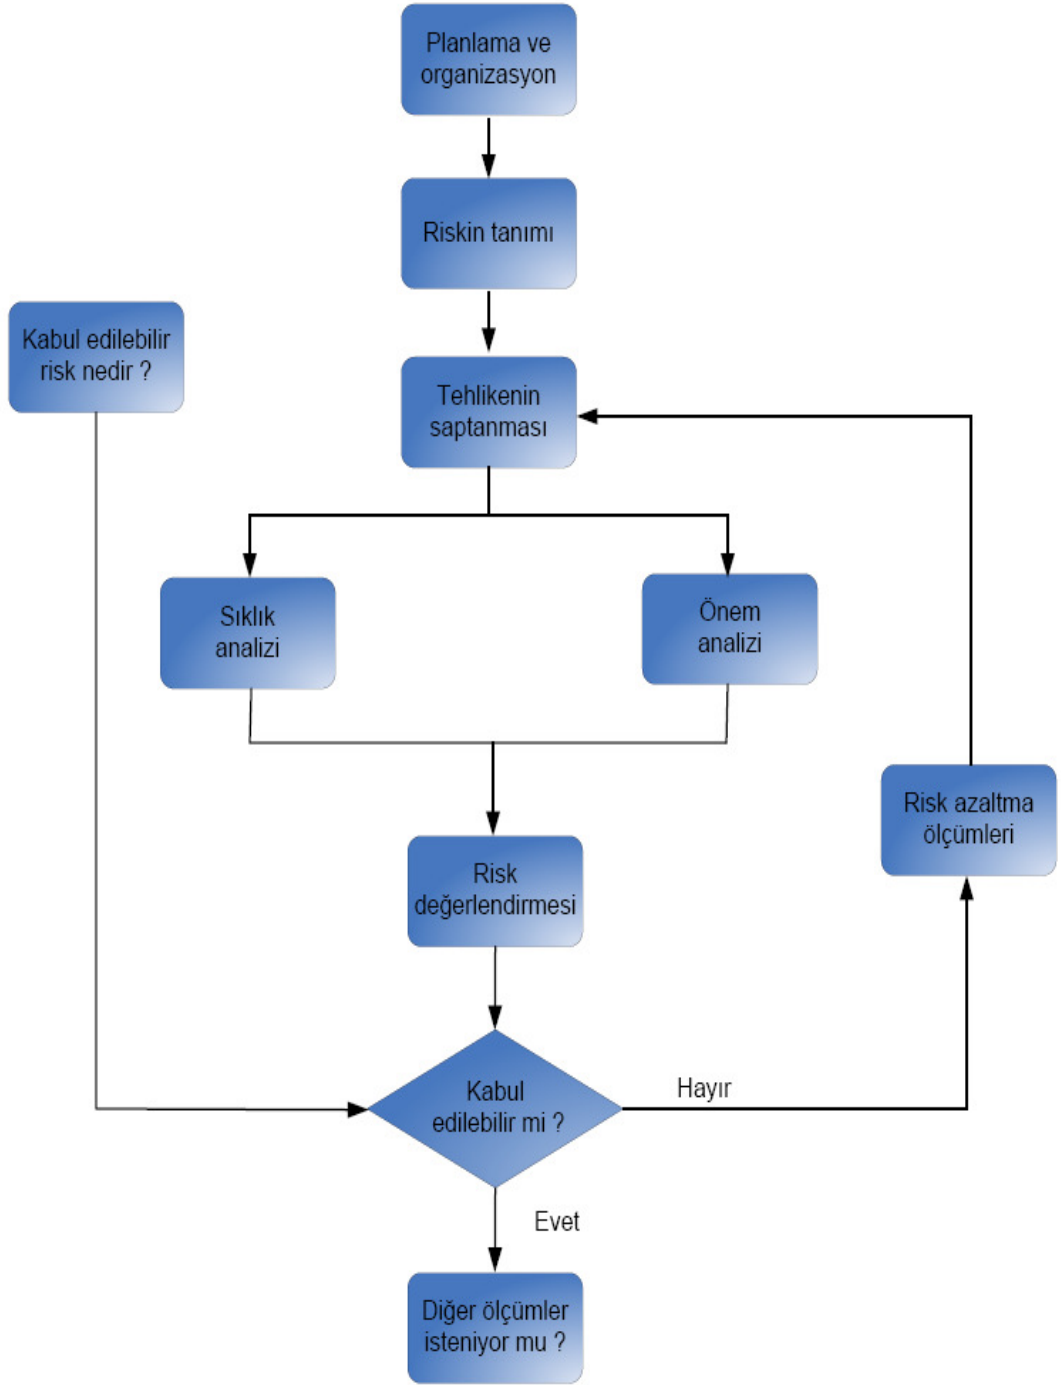 Planlama ve
organizasyon
Riskin tanımı
Kabul edilebilir
risk nedir ?
Tehlikenin
saptanması
Sıklık
analizi
Önem
analizi
Risk azaltma
ölçümleri
Risk
değerlendirmesi
Kabul
edilebilir mi ?
Hayır
Evet
Diğer ölçümler
isteniyor mu ?